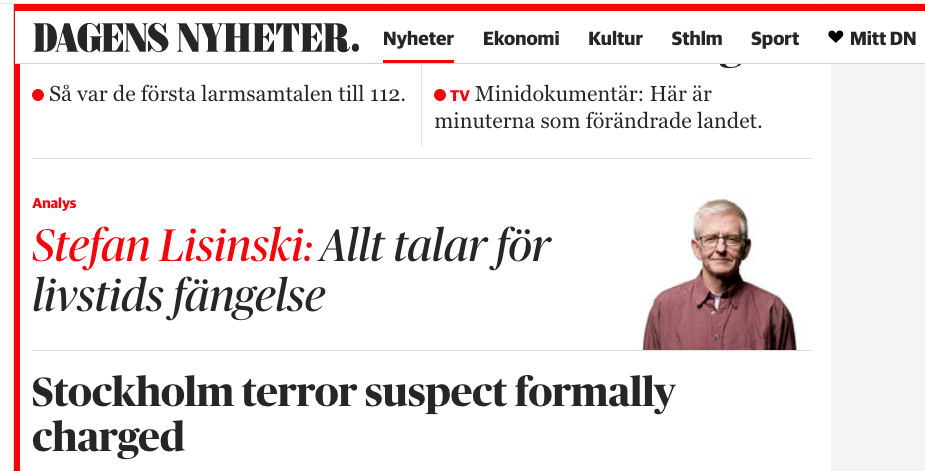 DAGENS NYHETER.
Nyheter Ekonomi Kultur Sthlm Sport Mitt DN
Så var de första larmsamtalen till 112.
TV Minidokumentär: Här är
minuterna som förändrade landet.
Analys
Stefan Lisinski: Allt talar för
livstids fängelse
Stockholm terror suspect formally
charged